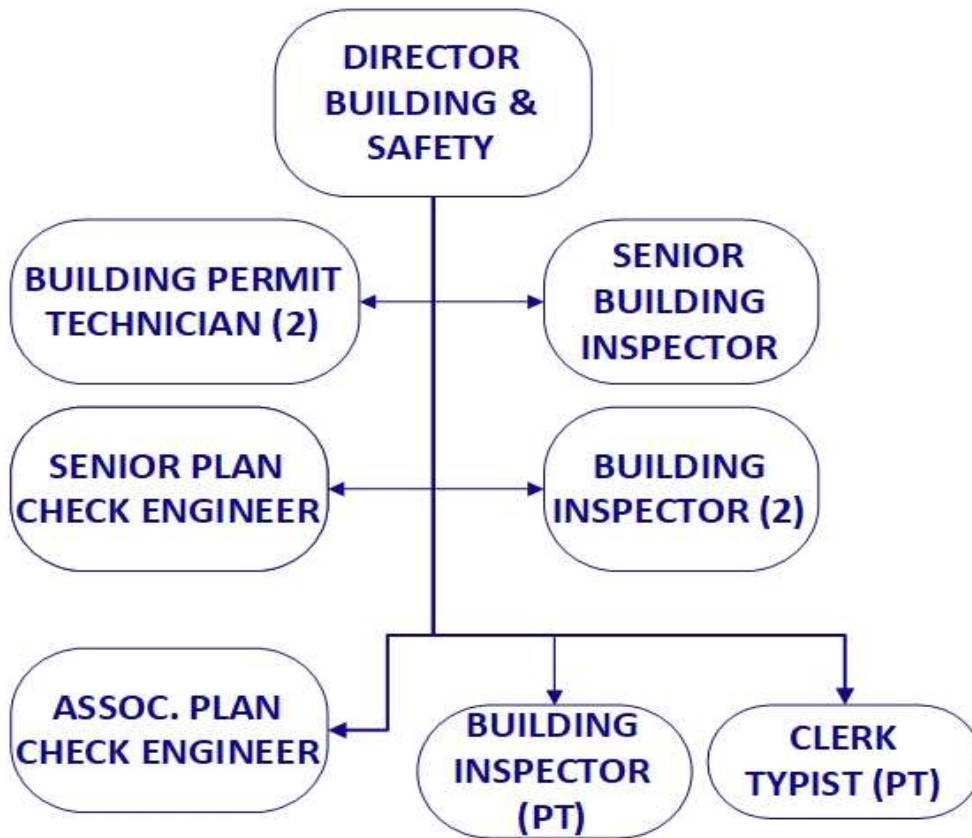 DIRECTOR
BUILDING &
SAFETY
BUILDING PERMIT
TECHNICIAN (2)
SENIOR
BUILDING
INSPECTOR
SENIOR PLAN
CHECK ENGINEER
BUILDING
INSPECTOR (2)
ASSOC. PLAN
CHECK ENGINEER
BUILDING
INSPECTOR
(PT)
CLERK
TYPIST (PT)